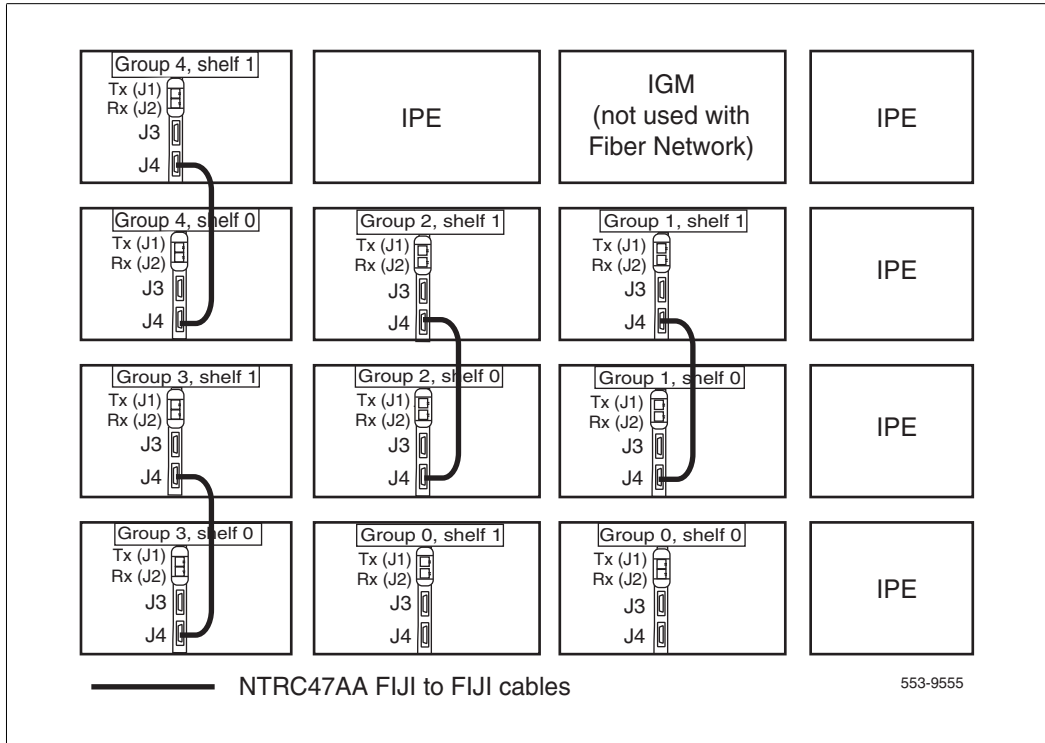 Group 4, shelf 1
Tx (J1)
Rx (J2)
J3
J4
IPE
IGM
(not used with
Fiber Network)
IPE
Group 4, shelf 0
Tx (J1)
Rx (J2)
J3
J4
Group 2, shelf 1
Tx (J1)
Rx (J2)
J3
J4
Group 1, shelf 1
Tx (J1)
Rx (J2)
J3
J4
IPE
Group 3, shelf 1
Tx (J1)
Rx (J2)
J3
J4
Group 2, shelf 0
Tx (J1)
Rx (J2)
J3
J4
Group 1, shelf 0
Tx (J1)
Rx (J2)
J3
J4
IPE
Group 3, shelf 0
Tx (J1)
Rx (J2)
J3
J4
Group 0, shelf 1
Tx (J1)
Rx (J2)
J3
J4
Group 0, shelf 0
Tx (J1)
Rx (J2)
J3
J4
IPE
NTRC47AA FIJI to FIJI cables
553-9555